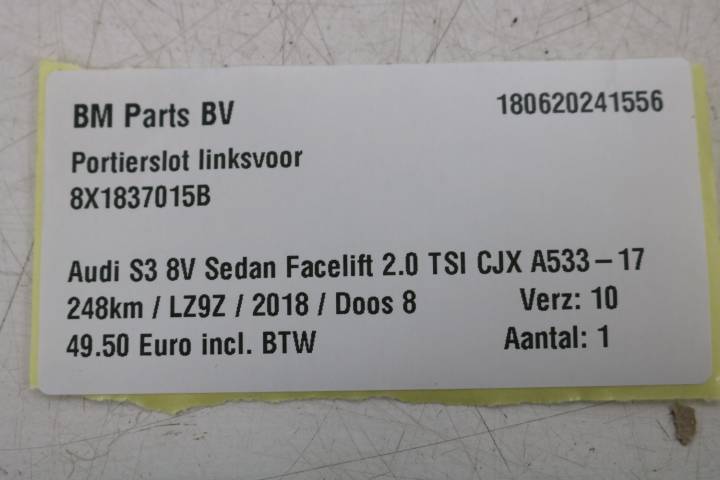 BM Parts BV 180620241556
Portierslot linksvoor
8X1837015B
Audi S3 8V Sedan Facelift 2.0 TSI CJX A533-17
248km / LZ9Z / 2018 / Doos 8 Verz: 10
49.50 Euro incl. BTW Aantal: 1